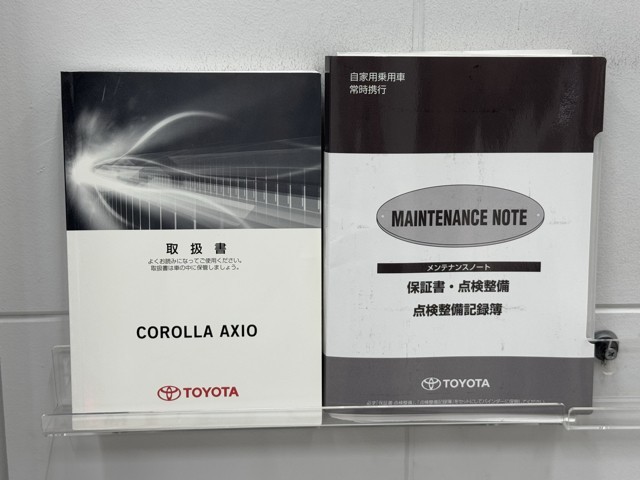 取扱書
よくお読みになってご使用ください。
取扱書は車の中に保管しましょう。
COROLLA AXIO
TOYOTA
自家用乗用車
常時携行
MAINTENANCE NOTE
メンテナンスノート
保証書・点検整備
点検整備記録簿
TOYOTA